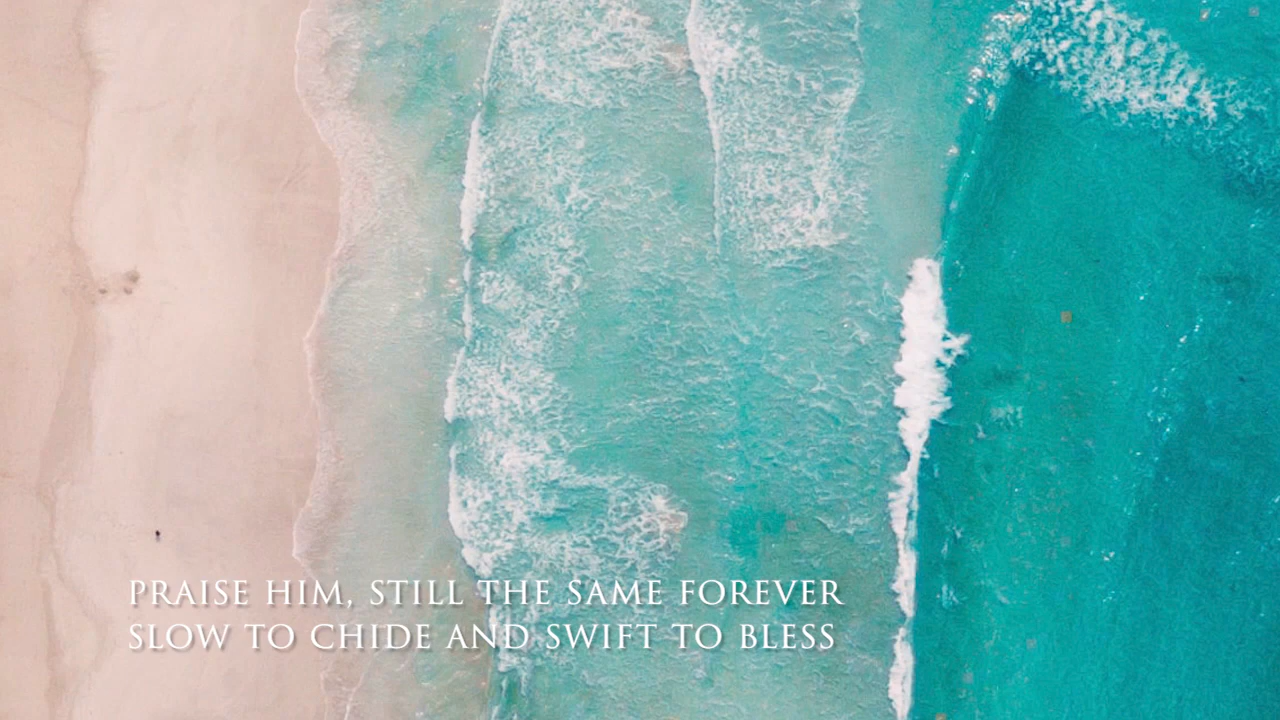 PRAISE HIM, STILL THE SAME FOREVER
SLOW TO CHIDE AND SWIFT TO BLESS